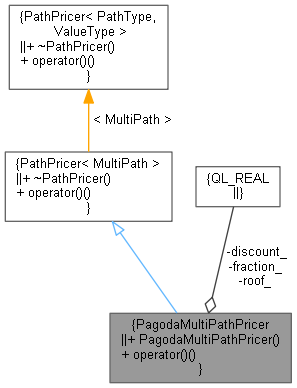 {PathPricer< PathType,
ValueType >
||+ ~PathPricer()
+ operator()()
}
< MultiPath >
{PathPricer< MultiPath >
||+ ~PathPricer()
+ operator()()
}
{QL_REAL
||}
-discount_
-fraction_
-roof_
{PagodaMultiPathPricer
||+ PagodaMultiPathPricer()
+ operator()()
}